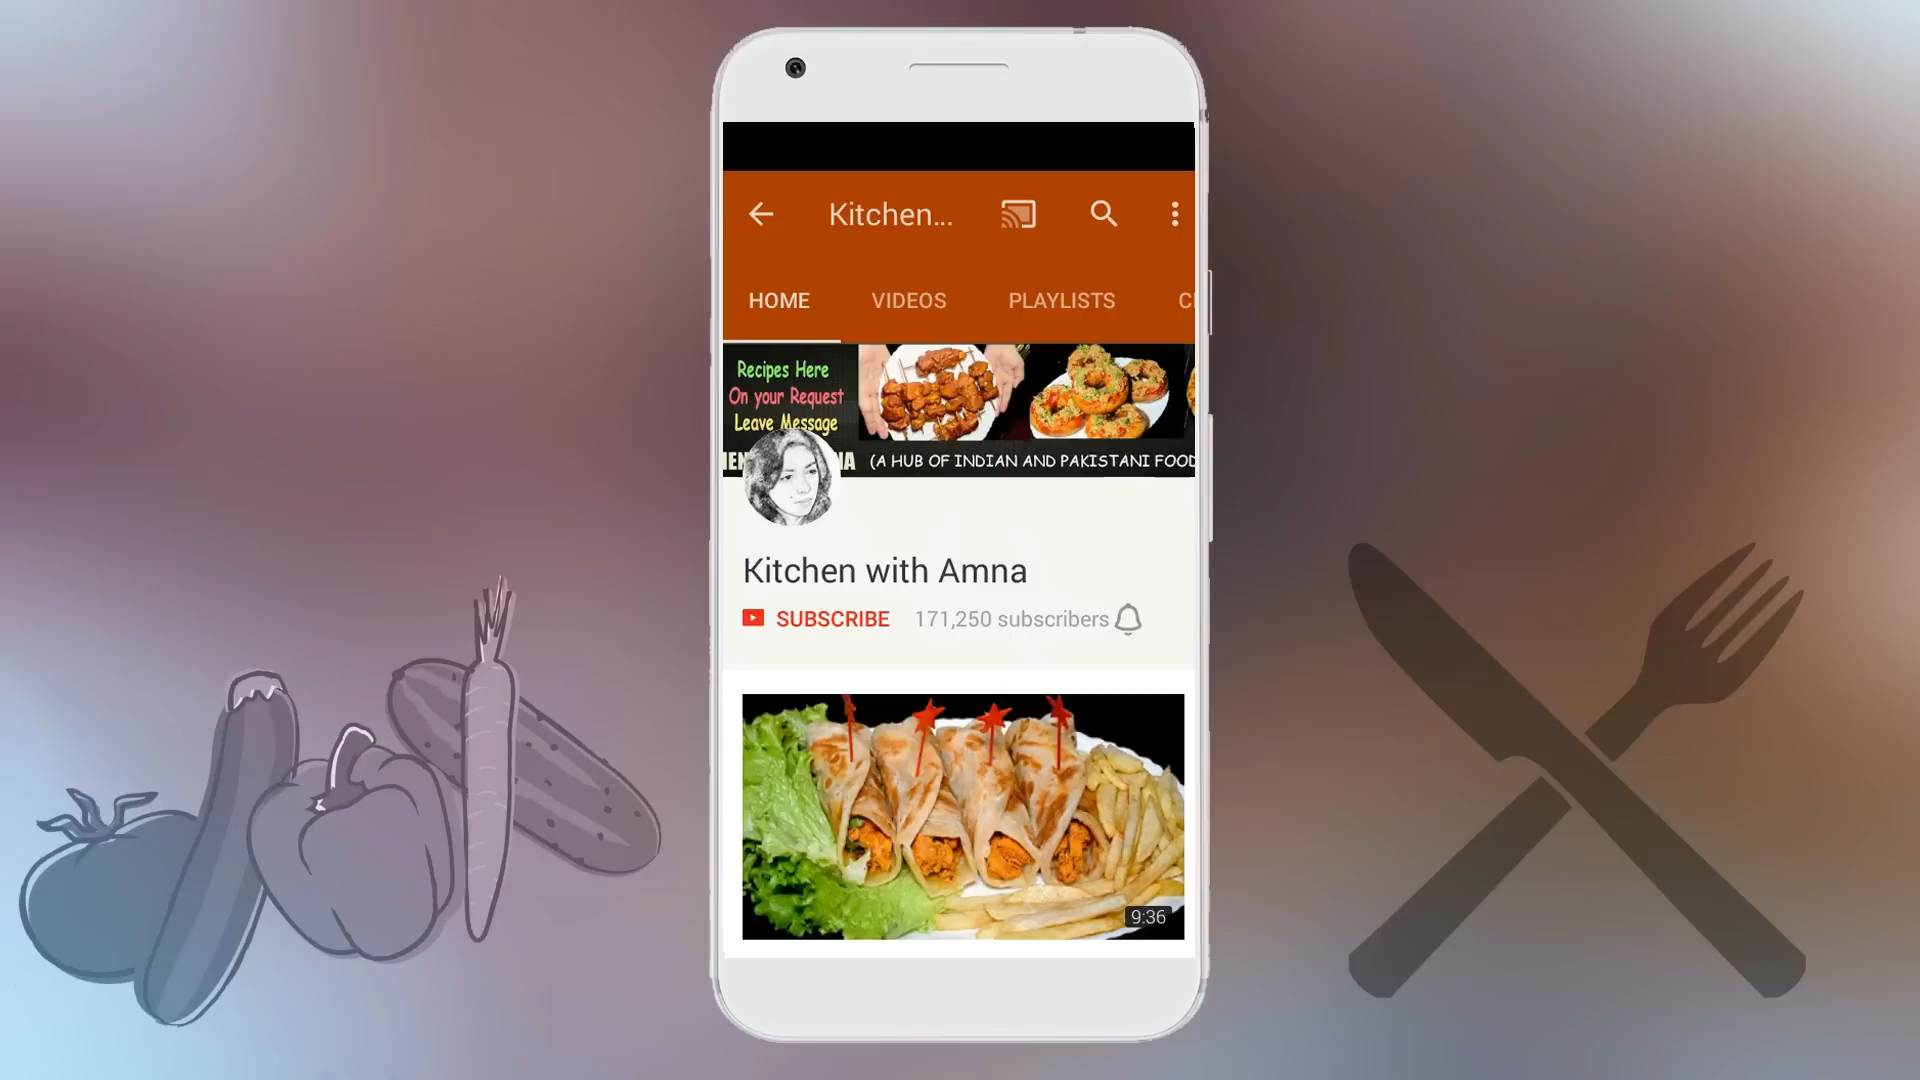 Kitchen...
HOME VIDEOS PLAYLISTS
Recipes Here
On your Request
Leave Message
(A HUB OF INDIAN AND PAKISTANI FOOD
Kitchen with Amna
SUBSCRIBE 171,250 subscribers
9:36